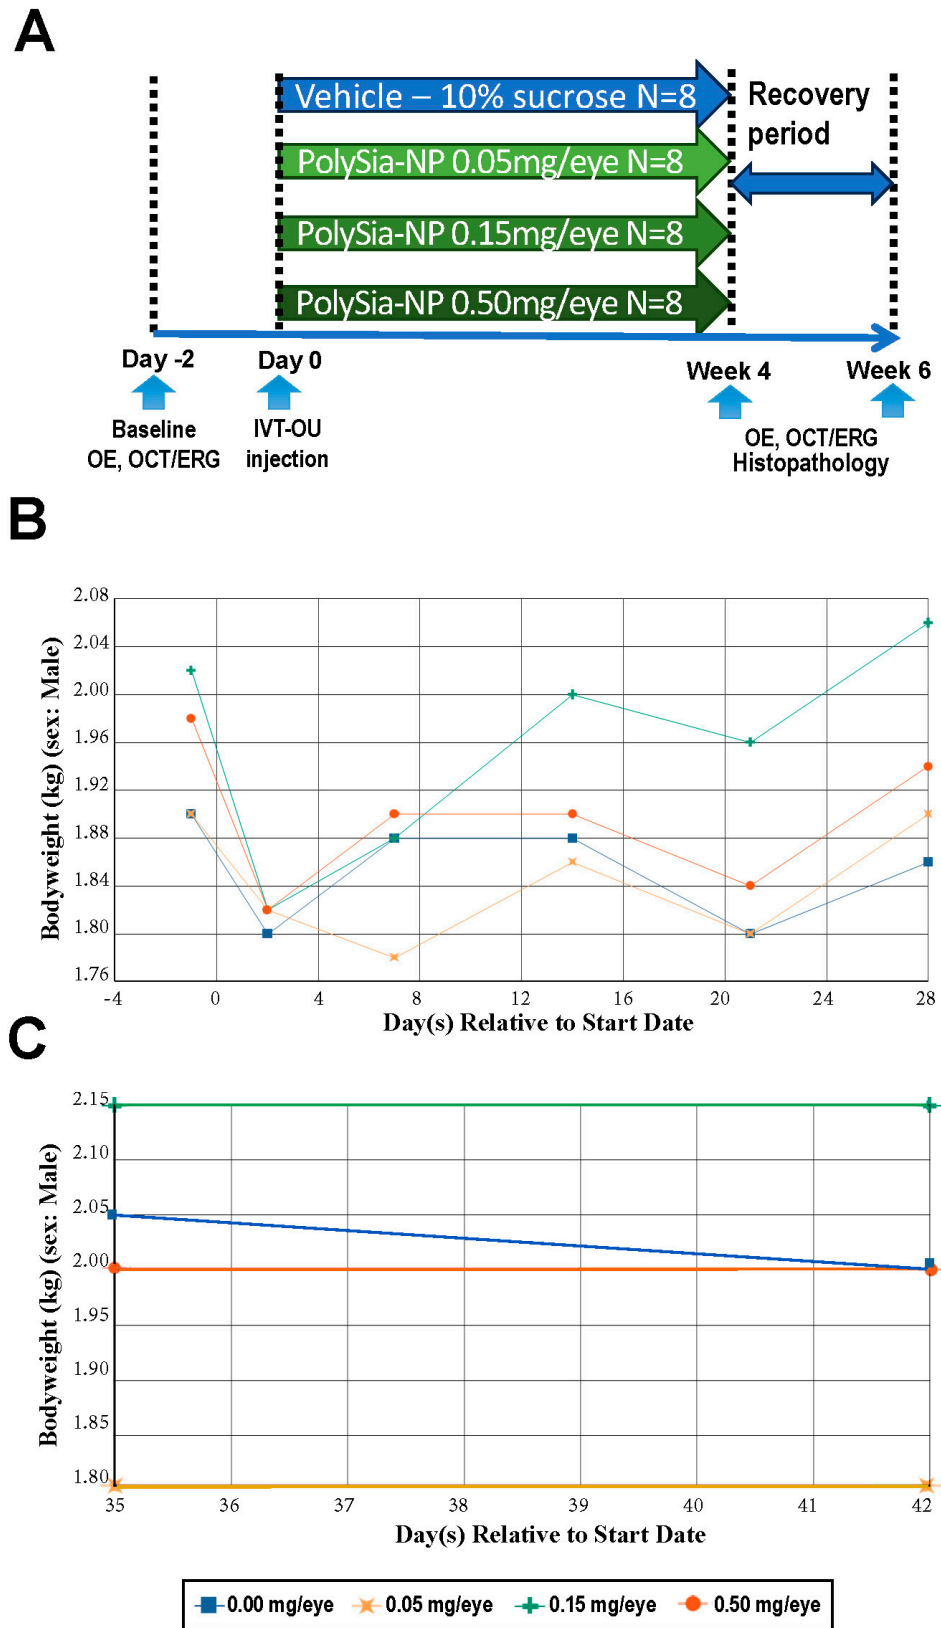 A
Vehicle – 10% sucrose N=8
PolySia-NP 0.05mg/eye N=8
PolySia-NP 0.15mg/eye N=8
PolySia-NP 0.50mg/eye N=8
Recovery
period
Day -2
Day 0
Week 4
Week 6
Baseline
OE, OCT/ERG
IVT-OU
injection
OE, OCT/ERG
Histopathology
B
Bodyweight (kg) (sex: Male)
2.08
2.04
2.00
1.96
1.92
1.88
1.84
1.80
1.76
-4 0 4 8 12 16 20 24 28
Day(s) Relative to Start Date
C
Bodyweight (kg) (sex: Male)
2.15
2.10
2.05
2.00
1.95
1.90
1.85
1.80
35 36 37 38 39 40 41 42
Day(s) Relative to Start Date
0.00 mg/eye 0.05 mg/eye 0.15 mg/eye 0.50 mg/eye